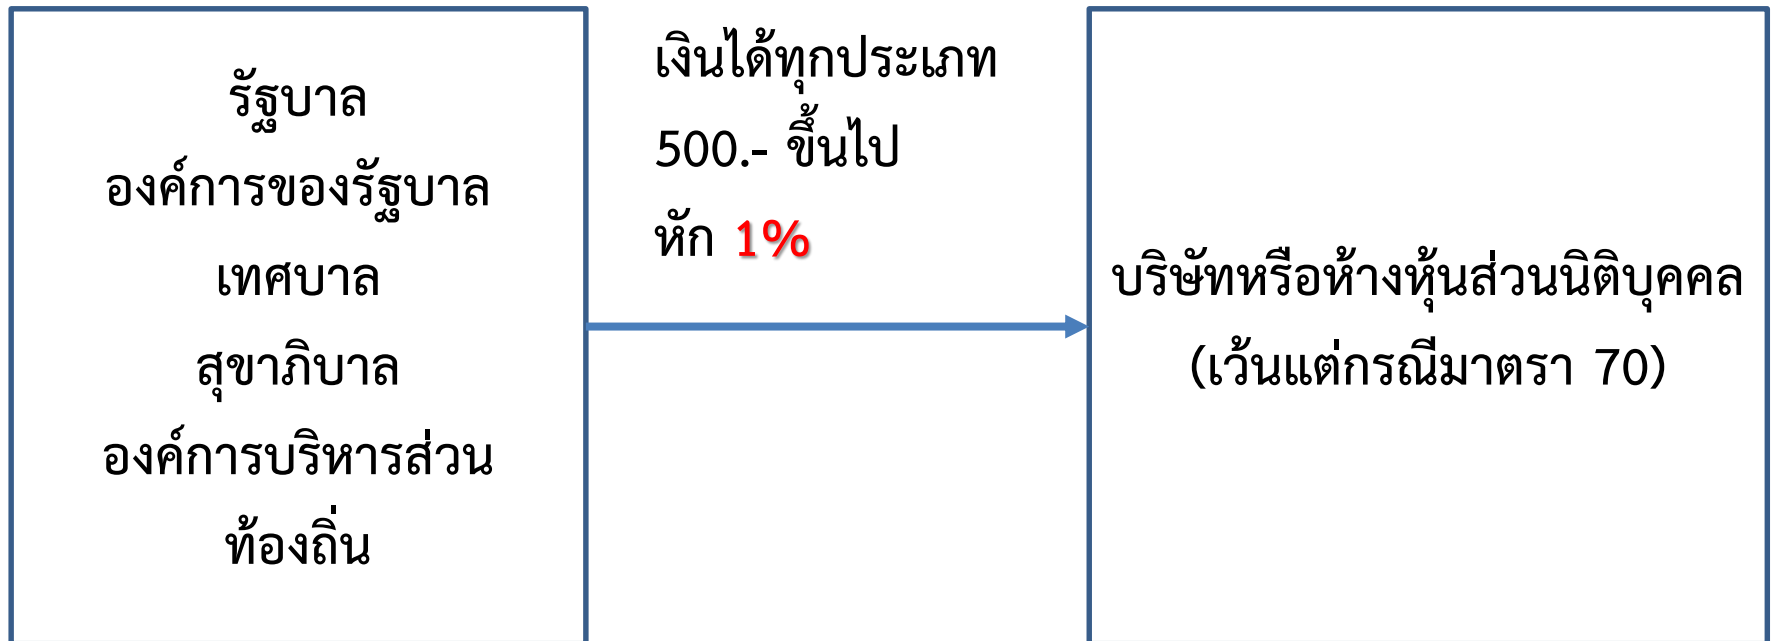 รัฐบาล
องค์การของรัฐบาล
เทศบาล
สุขาภิบาล
องค์การบริหารส่วน
ท้องถิ่น
เงินได้ทุกประเภท
500.- ขึ้นไป
หัก 1%
บริษัทหรือห้างหุ้นส่วนนิติบุคคล
(เว้นแต่กรณีมาตรา 70)